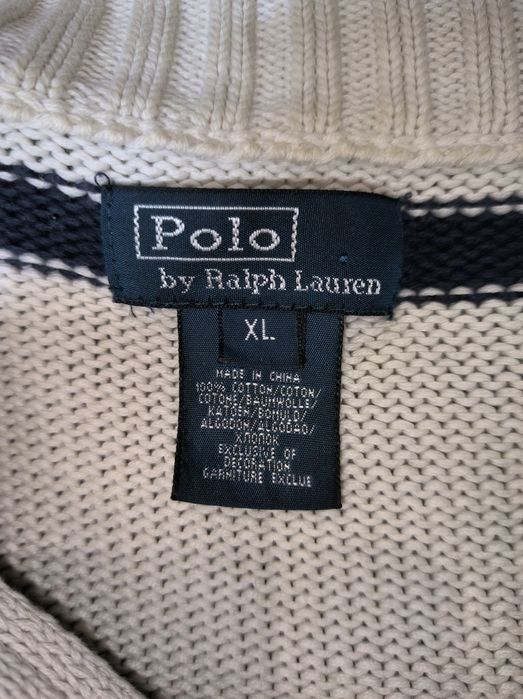 Polo
by Ralph Lauren
XL
MADE IN CHINA
100% COTTON/COTON/
COTONE/BAUMWOLLE/
KATOEN/BOMULD/
ALGODON/ALGODAO/
ХЛОПОК
EXCLUSIVE OF
DECORATION
GARNITURE EXCLUE